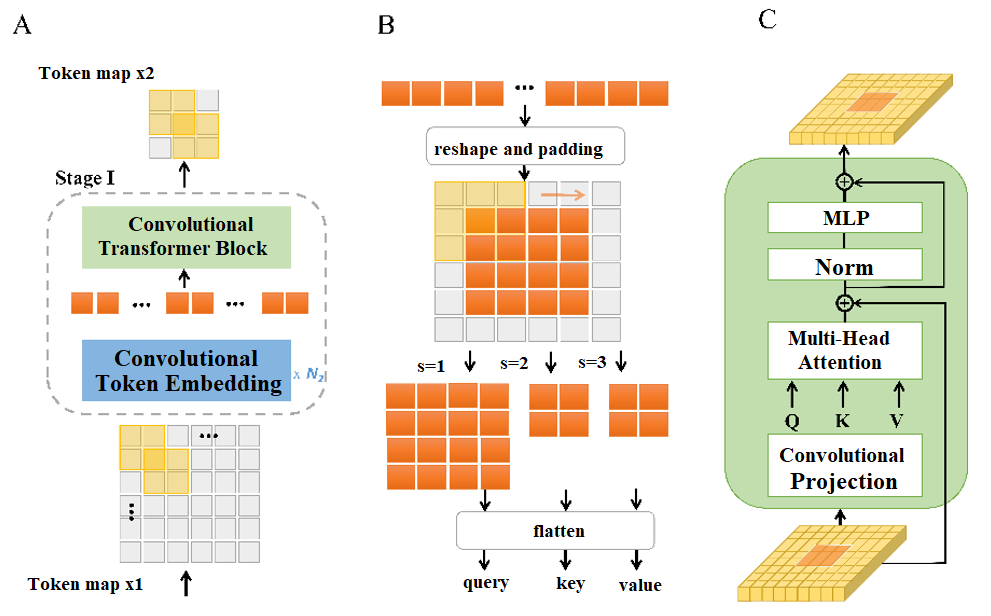 A
Token map x2
Stage I
Convolutional
Transformer Block
... ...
Convolutional
Token Embedding
x N₂
...
...
Token map x1
B
...
reshape and padding
s=1
s=2
s=3
flatten
query
key
value
C
+
MLP
Norm
+
Multi-Head
Attention
Q
K
V
Convolutional
Projection